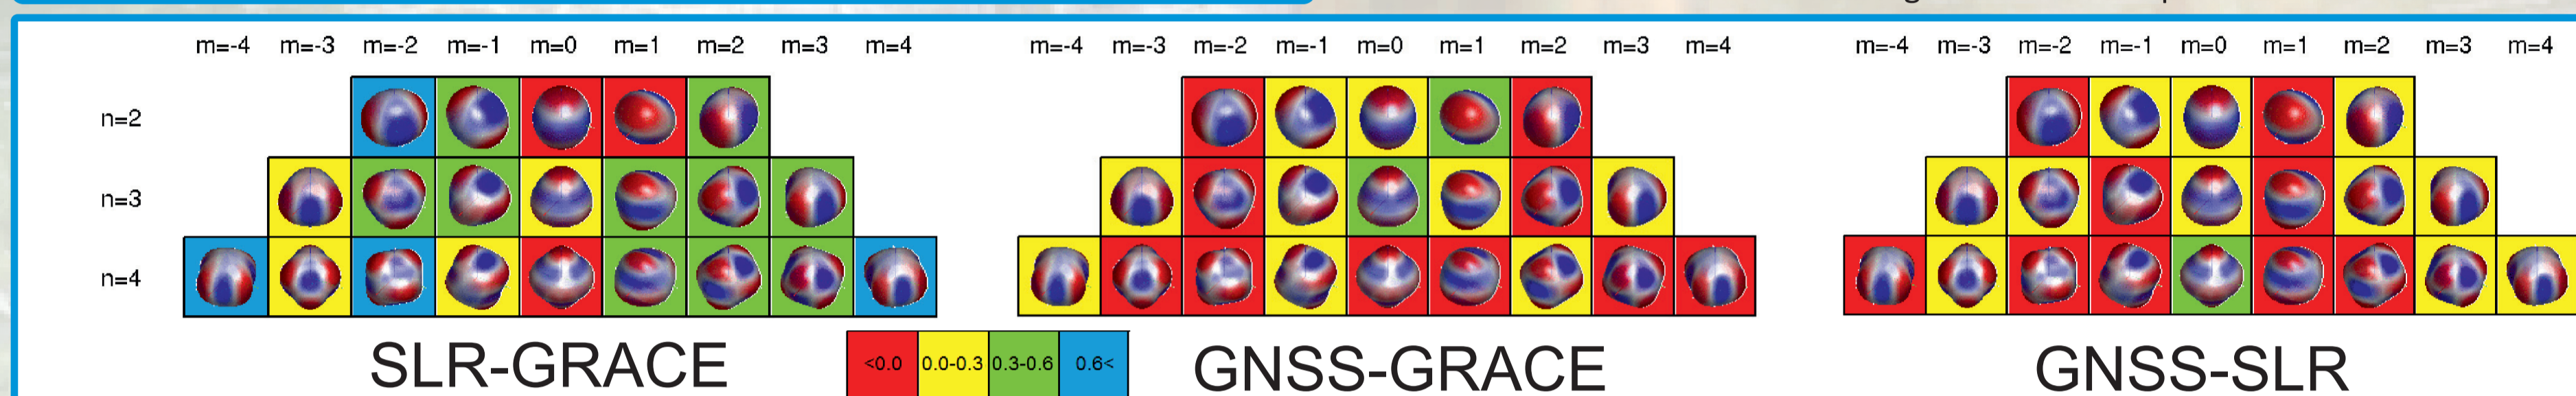 m=-4 m=-3 m=-2 m=-1 m=0 m=1 m=2 m=3 m=4
m=-4 m=-3 m=-2 m=-1 m=0 m=1 m=2 m=3 m=4
m=-4 m=-3 m=-2 m=-1 m=0 m=1 m=2 m=3 m=4
n=2
n=3
n=4
SLR-GRACE
<0.0 0.0-0.3 0.3-0.6 0.6<
GNSS-GRACE
GNSS-SLR